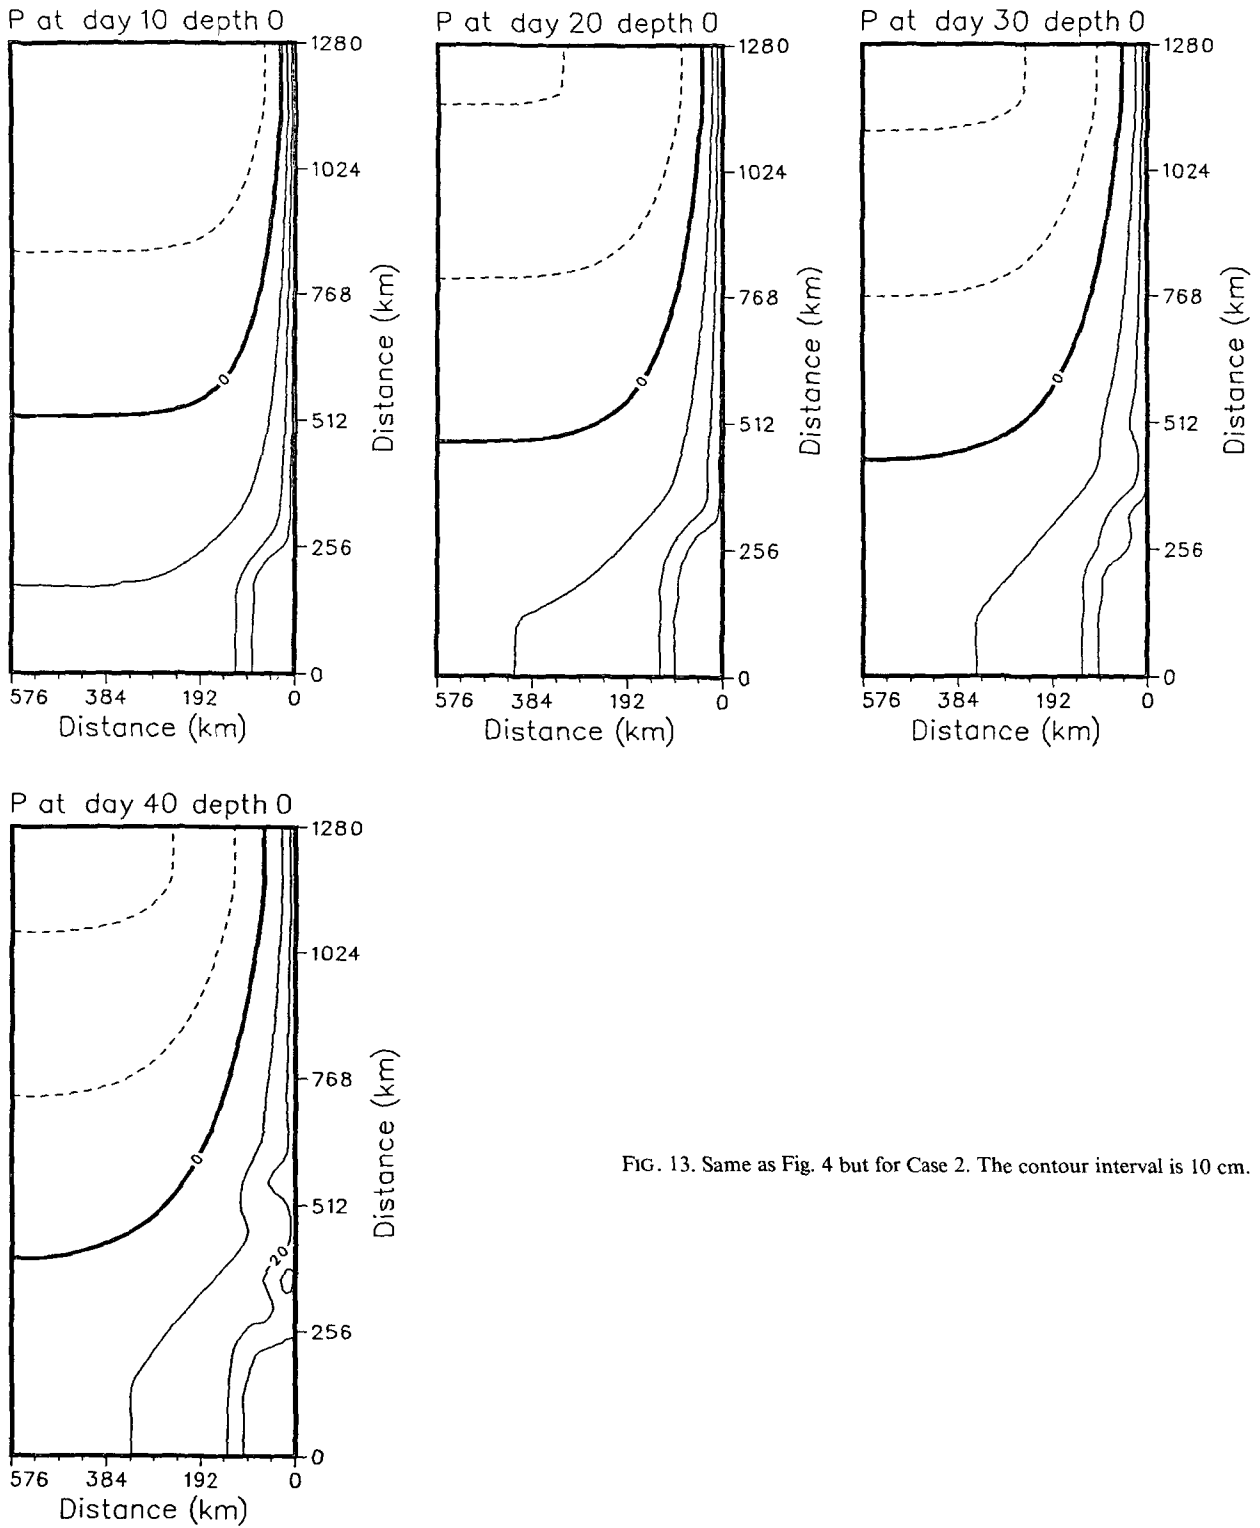 P at day 10 depth 0
1280
1024
768
512
256
0
0
576 384 192 0
Distance (km)
Distance (km)
P at day 20 depth 0
1280
1024
768
512
256
0
0
576 384 192 0
Distance (km)
Distance (km)
P at day 30 depth 0
1280
1024
768
512
256
0
0
576 384 192 0
Distance (km)
Distance (km)
P at day 40 depth 0
1280
1024
768
512
256
0
0
20
576 384 192 0
Distance (km)
Distance (km)
FIG. 13. Same as Fig. 4 but for Case 2. The contour interval is 10 cm.